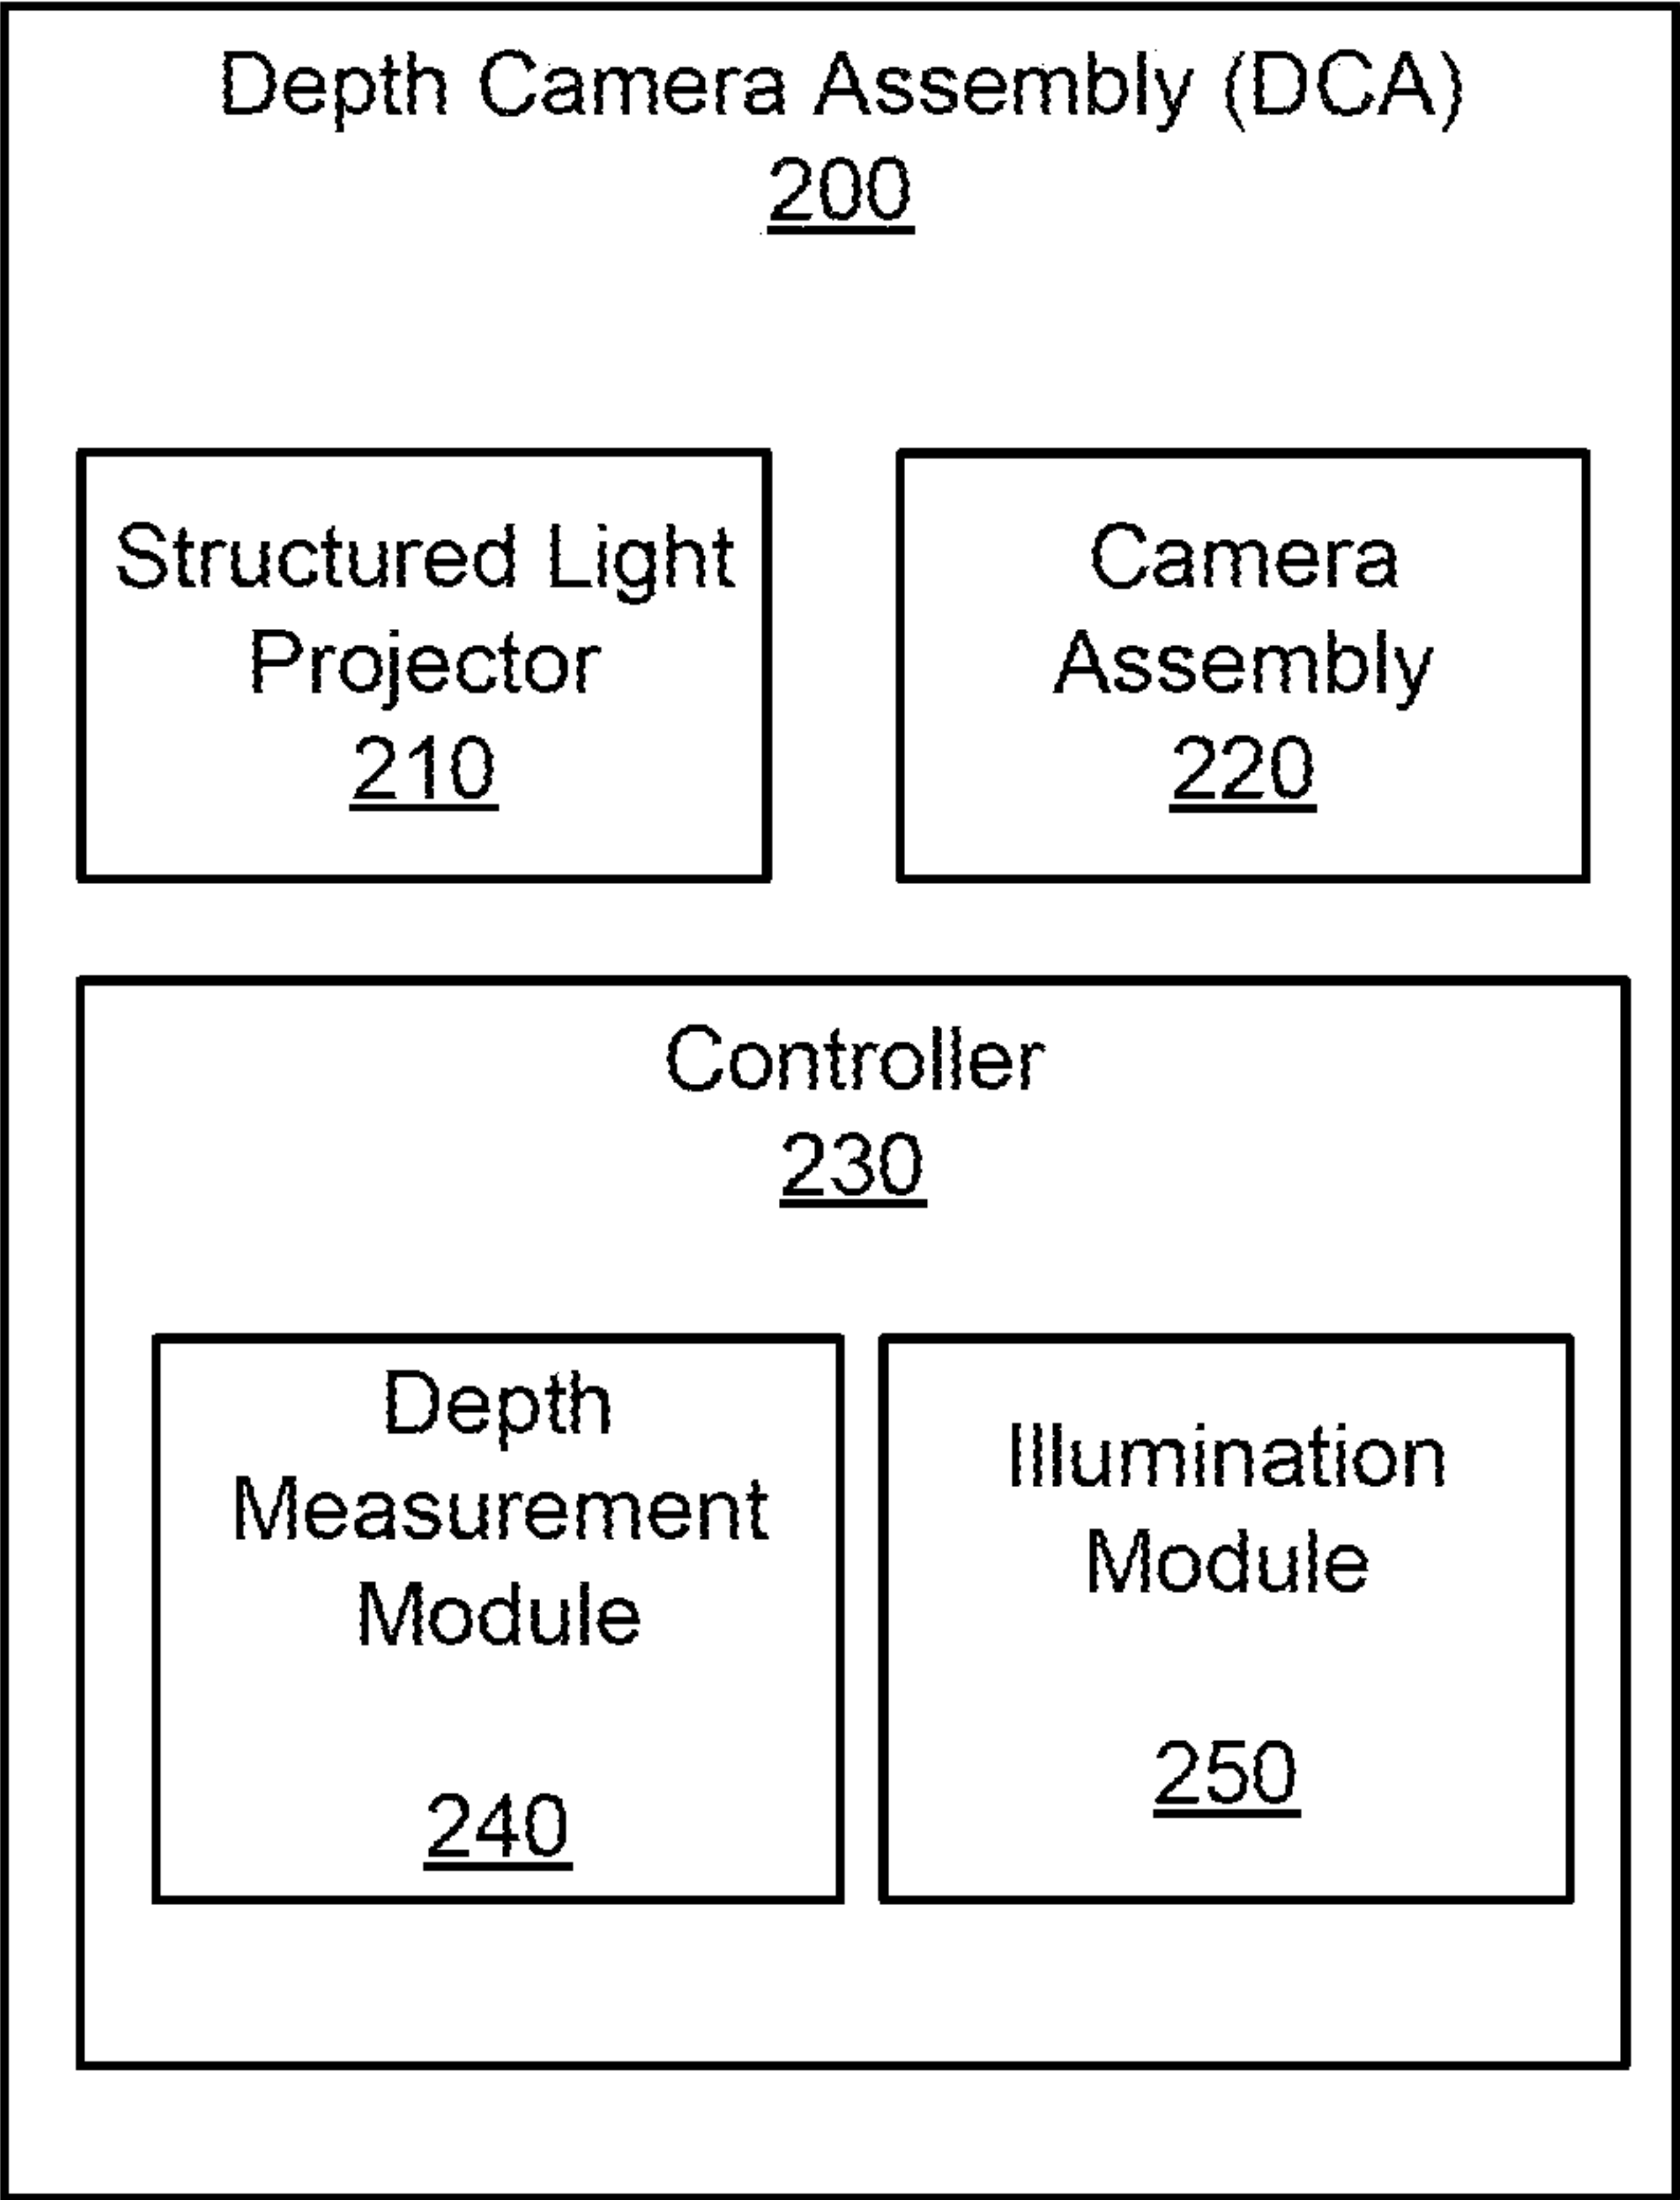 Depth Camera Assembly (DCA)
200
Structured Light
Projector
210
Camera
Assembly
220
Controller
230
Depth
Measurement
Module
240
Illumination
Module
250